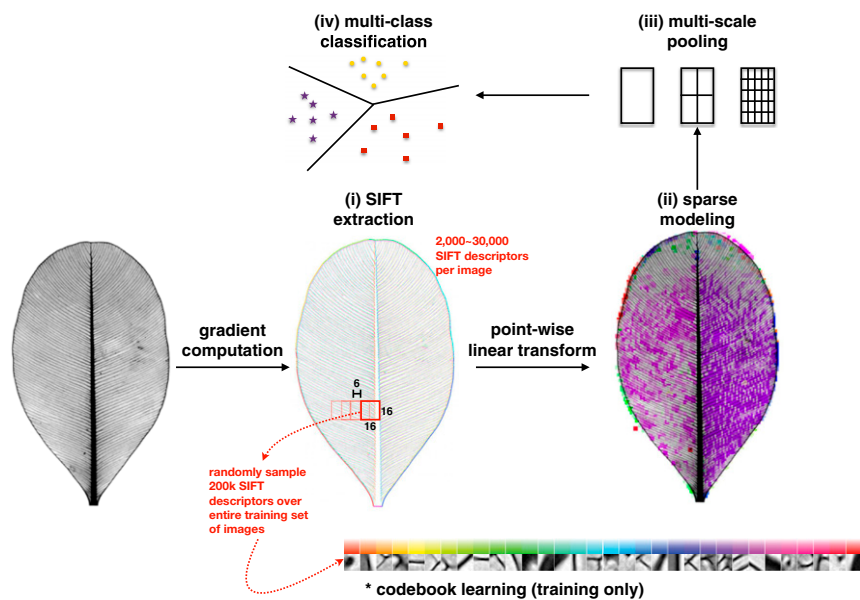 (iv) multi-class
classification
(iii) multi-scale
pooling
(i) SIFT
extraction
2,000~30,000
SIFT descriptors
per image
(ii) sparse
modeling
gradient
computation
point-wise
linear transform
6
16
16
randomly sample
200k SIFT
descriptors over
entire training set
of images
* codebook learning (training only)